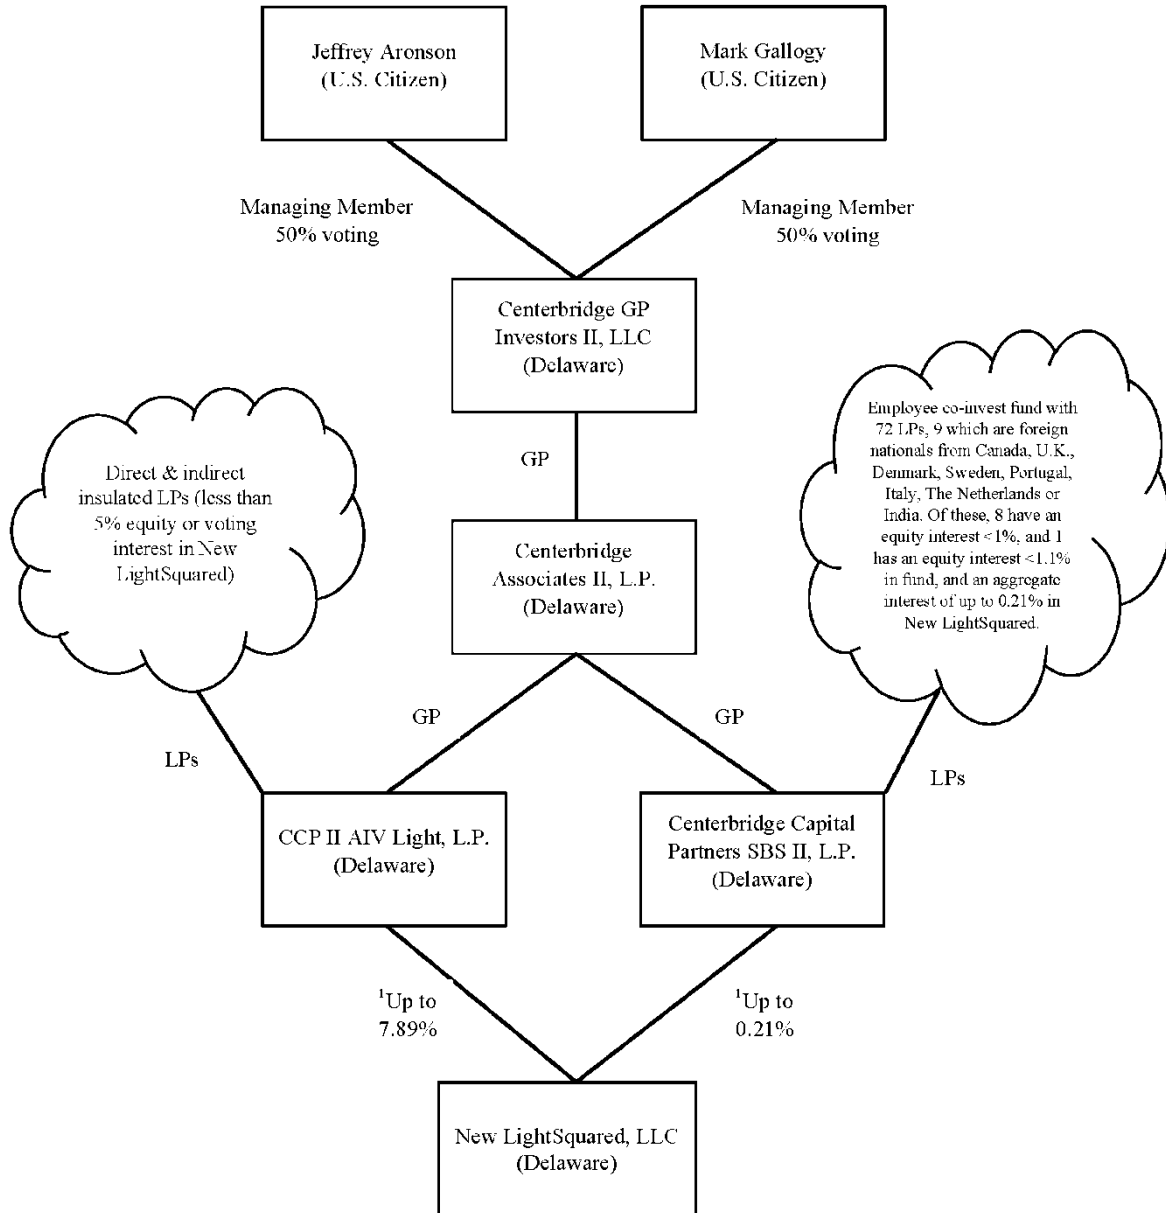 Jeffrey Aronson
(U.S. Citizen)
Mark Gallogy
(U.S. Citizen)
Managing Member
50% voting
Managing Member
50% voting
Centerbridge GP
Investors II, LLC
(Delaware)
GP
Direct & indirect
insulated LPs (less than
5% equity or voting
interest in New
LightSquared)
Employee co-invest fund with
72 LPs, 9 which are foreign
nationals from Canada, U.K.,
Denmark, Sweden, Portugal,
Italy, The Netherlands or
India. Of these, 8 have an
equity interest <1%, and 1
has an equity interest <1.1%
in fund, and an aggregate
interest of up to 0.21% in
New LightSquared.
Centerbridge
Associates II, L.P.
(Delaware)
GP
GP
LPs
LPs
CCP II AIV Light, L.P.
(Delaware)
Centerbridge Capital
Partners SBS II, L.P.
(Delaware)
¹Up to
7.89%
¹Up to
0.21%
New LightSquared, LLC
(Delaware)